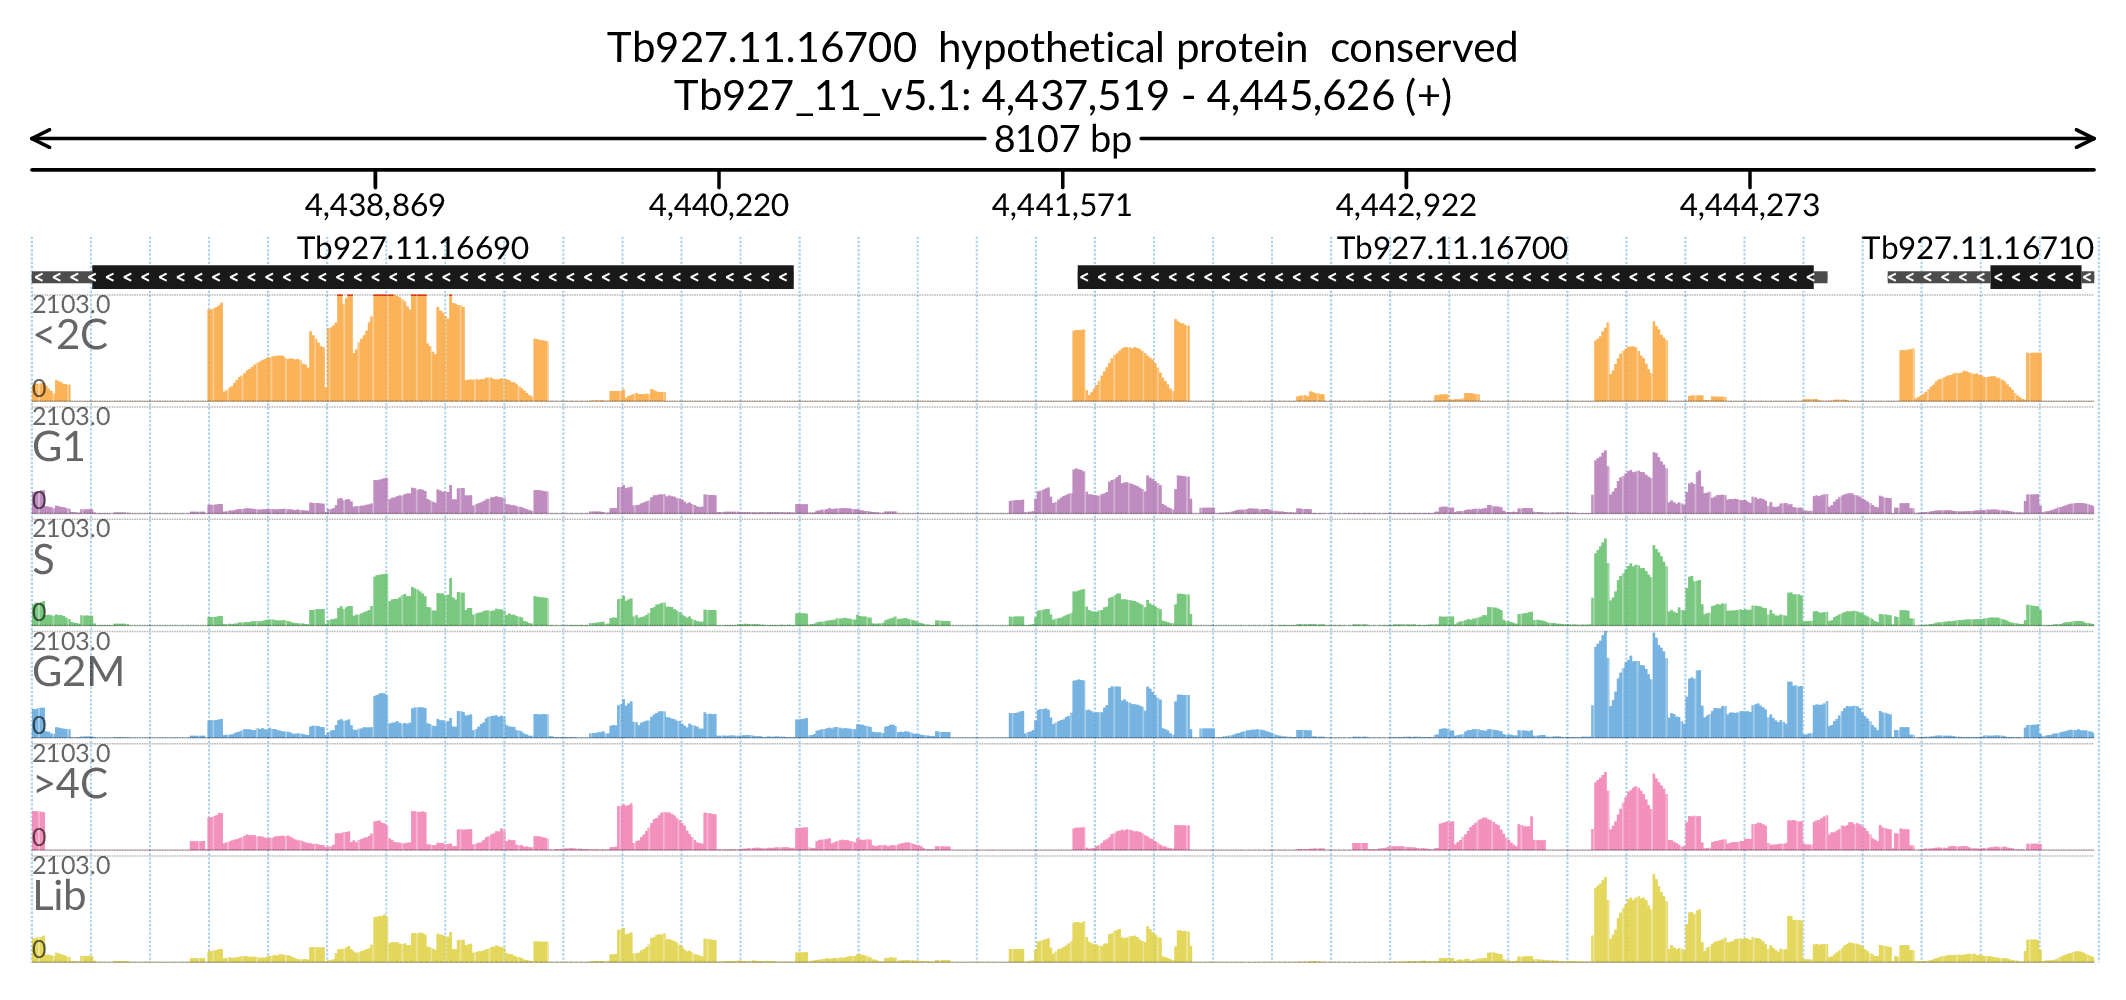 Tb927.11.16700 hypothetical protein conserved
Tb927_11_v5.1: 4,437,519 - 4,445,626 (+)
8107 bp
4,438,869 4,440,220 4,441,571 4,442,922 4,444,273
Tb927.11.16690 Tb927.11.16700 Tb927.11.16710
2103.0
<2C
0
2103.0
G1
0
2103.0
S
0
2103.0
G2M
0
2103.0
>4C
0
2103.0
Lib
0